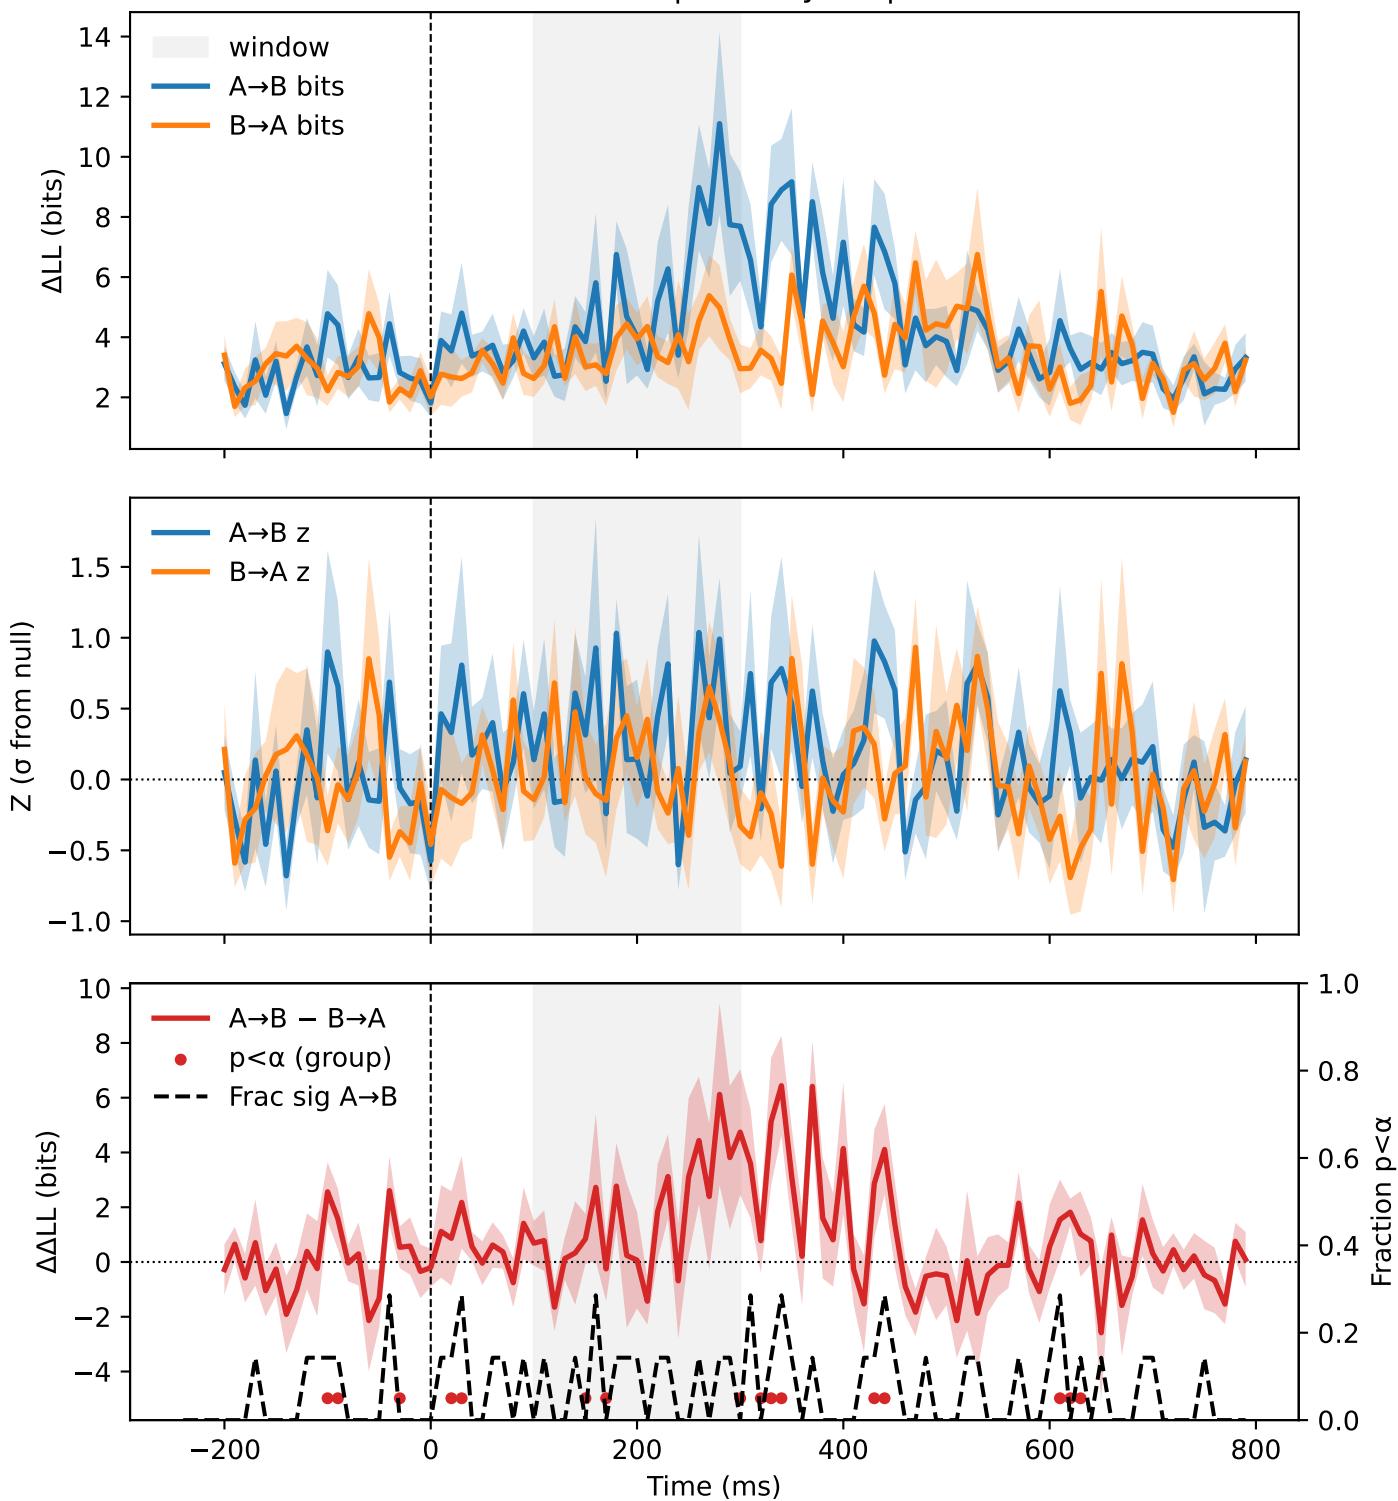 14
12
10
8
6
4
2
ΔLL (bits)
window
A→B bits
B→A bits
1.5
1.0
0.5
0.0
−0.5
−1.0
Z (σ from null)
A→B z
B→A z
10
8
6
4
2
0
−2
−4
ΔΔLL (bits)
A→B − B→A
p<α (group)
Frac sig A→B
1.0
0.8
0.6
0.4
0.2
0.0
Fraction p<α
−200 0 200 400 600 800
Time (ms)